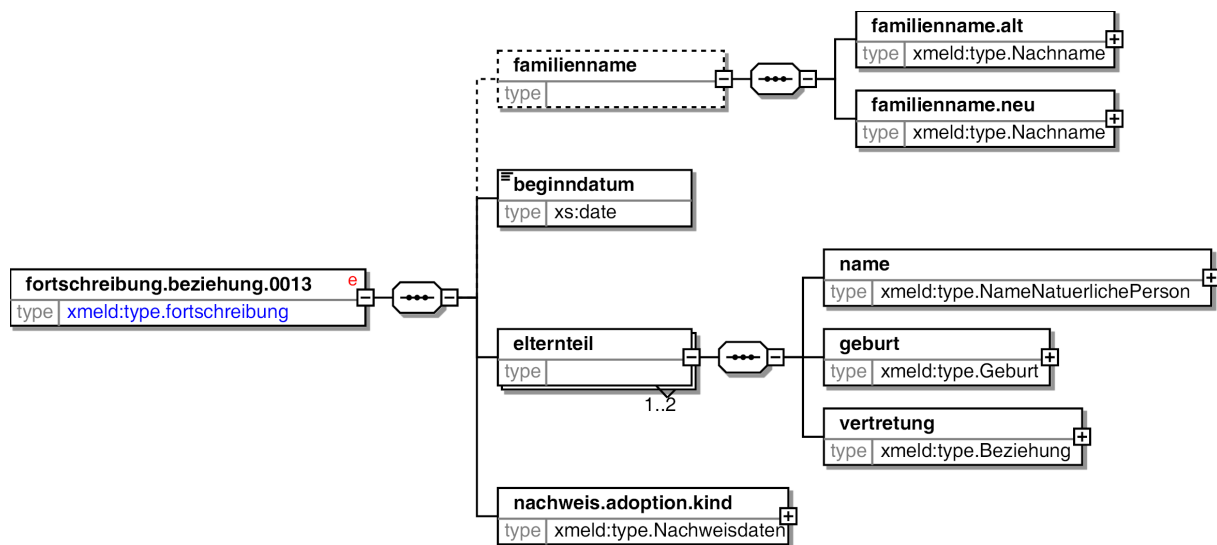 familienname.alt
type xmeld:type.Nachname
familienname
type
familienname.neu
type xmeld:type.Nachname
beginndatum
type xs:date
fortschreibung.beziehung.0013 e
type xmeld:type.fortschreibung
name
type xmeld:type.NameNatuerlichePerson
elternteil
type
1..2
geburt
type xmeld:type.Geburt
vertretung
type xmeld:type.Beziehung
nachweis.adoption.kind
type xmeld:type.Nachweisdaten